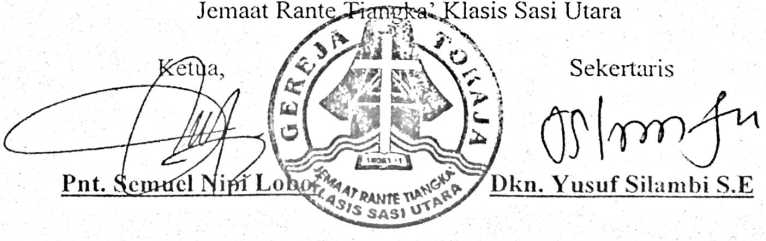 Jemaat Rante Tiangka' Klasis Sasi Utara
Ketua,
Sekertaris
GEREJA TORAJA
JEMAAT RANTE TIANGKA'
KLASIS SASI UTARA
Pnt. Semuel Nipi
Dkn. Yusuf Silambi S.E